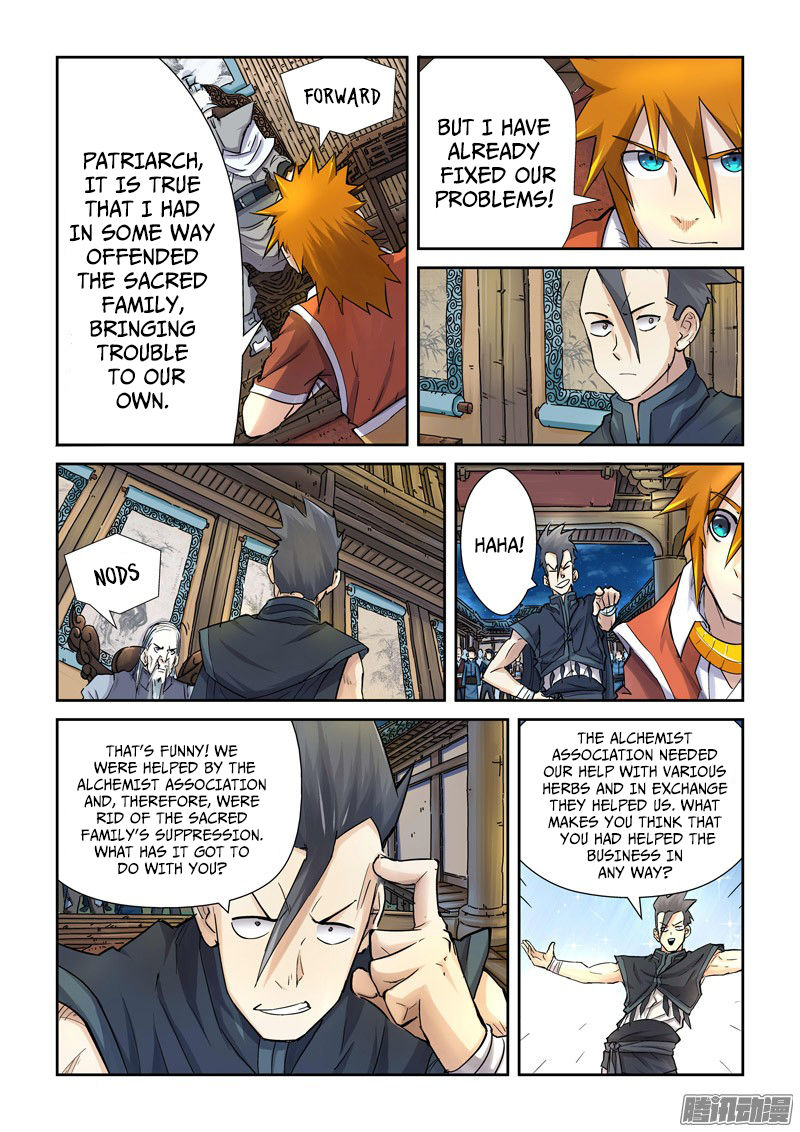 FORWARD
PATRIARCH,
IT IS TRUE
THAT I HAD
IN SOME WAY
OFFENDED
THE SACRED
FAMILY,
BRINGING
TROUBLE
TO OUR
OWN.
BUT I HAVE
ALREADY
FIXED OUR
PROBLEMS!
NODS
HAHA!
THAT'S FUNNY! WE
WERE HELPED BY THE
ALCHEMIST ASSOCIATION
AND, THEREFORE, WERE
RID OF THE SACRED
FAMILY'S SUPPRESSION.
WHAT HAS IT GOT TO
DO WITH YOU?
THE ALCHEMIST
ASSOCIATION NEEDED
OUR HELP WITH VARIOUS
HERBS AND IN EXCHANGE
THEY HELPED US. WHAT
MAKES YOU THINK THAT
YOU HAD HELPED THE
BUSINESS IN
ANY WAY?
腾讯动漫